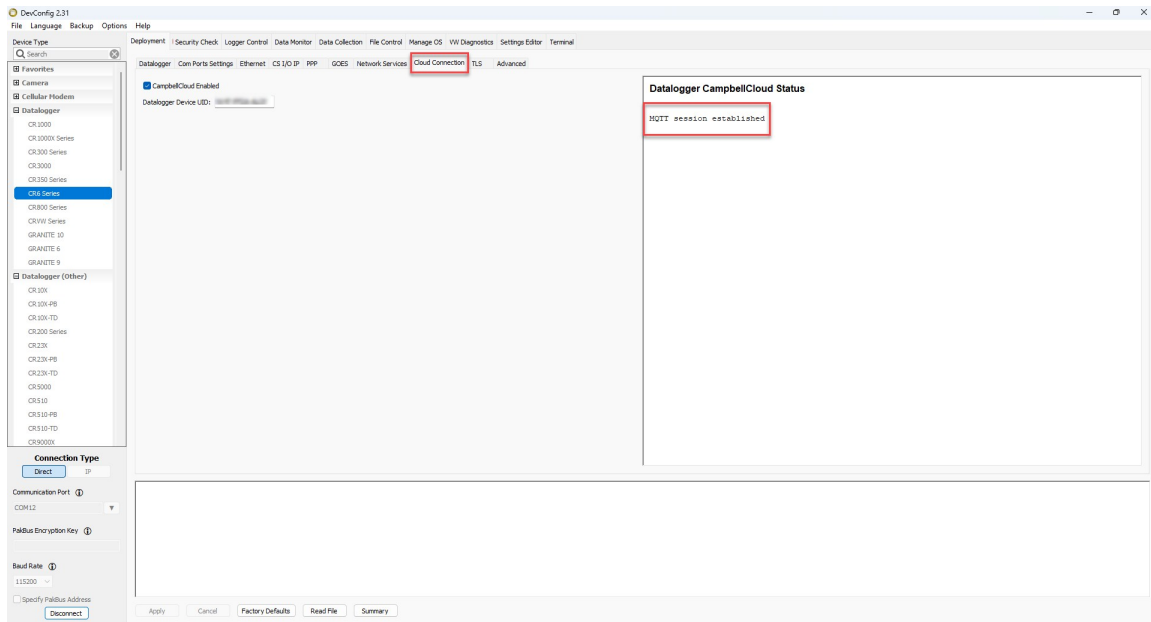 DevConfig 2.31
File Language Backup Options Help
Device Type
Search
Favorites
Camera
Cellular Modem
Datalogger
CR1000
CR1000X Series
CR300 Series
CR3000
CR350 Series
CR6 Series
CR800 Series
CRVW Series
GRANITE 10
GRANITE 6
GRANITE 9
Datalogger (Other)
CR10X
CR10X-PB
CR10X-TD
CR200 Series
CR23X
CR23X-PB
CR23X-TD
CR5000
CR510
CR510-PB
CR510-TD
CR9000X
Connection Type
Direct IP
Communication Port
COM12
PakBus Encryption Key
Baud Rate
115200
Specify PakBus Address
Disconnect
Deployment Security Check Logger Control Data Monitor Data Collection File Control Manage OS VW Diagnostics Settings Editor Terminal
Datalogger Com Ports Settings Ethernet CS I/O IP PPP GOES Network Services Cloud Connection TLS Advanced
CampbellCloud Enabled
Datalogger Device UID:
Datalogger CampbellCloud Status
MQTT session established
Apply Cancel Factory Defaults Read File Summary